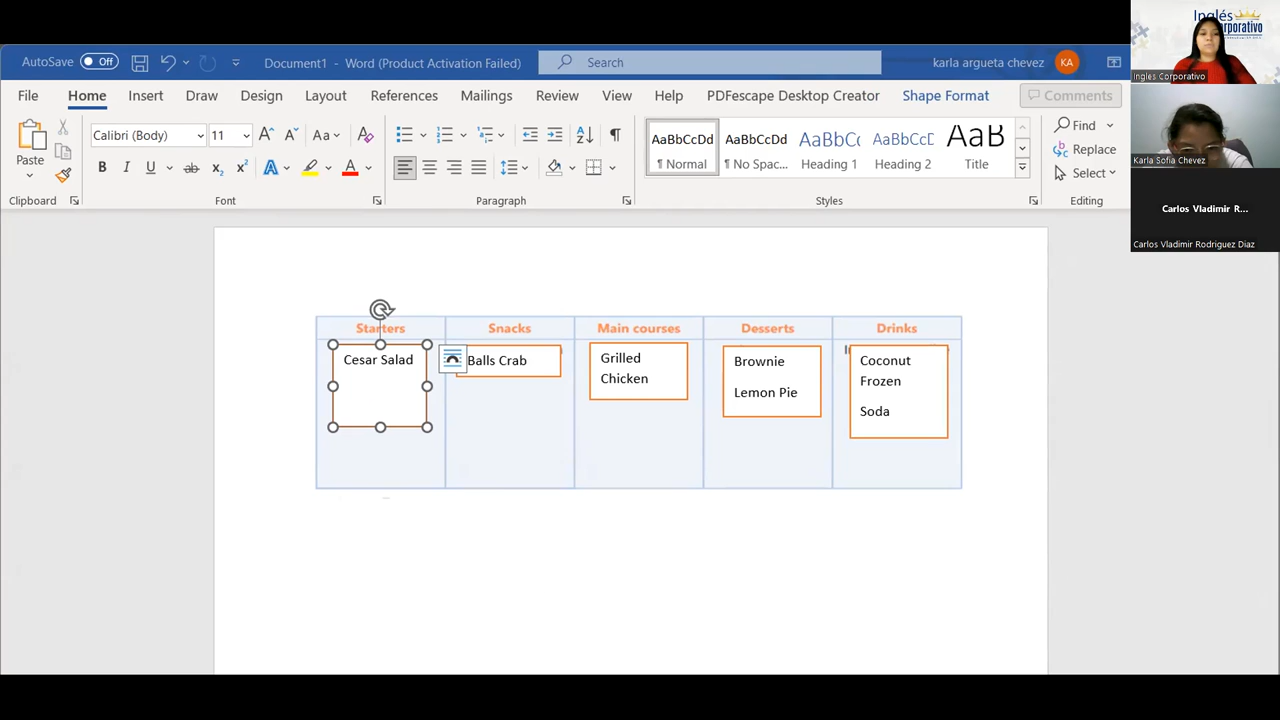 AutoSave Off Document1 - Word (Product Activation Failed) Search karla argueta chevez KA
File Home Insert Draw Design Layout References Mailings Review View Help PDFescape Desktop Creator Shape Format Comments
Calibri (Body) 11
Paste
AaBbCcDd AaBbCcDd AaBbCc AaBbCcD AaB
¶ Normal ¶ No Spac... Heading 1 Heading 2 Title
Find
Replace
Select
Clipboard Font Paragraph Styles Editing
Inglés
Corporativo
Ingles Corporativo
Karla Sofia Chevez
Carlos Vladimir R...
Carlos Vladimir Rodriguez Diaz
Starters Snacks Main courses Desserts Drinks
Cesar Salad
Balls Crab
Grilled
Chicken
Brownie
Lemon Pie
Coconut
Frozen
Soda